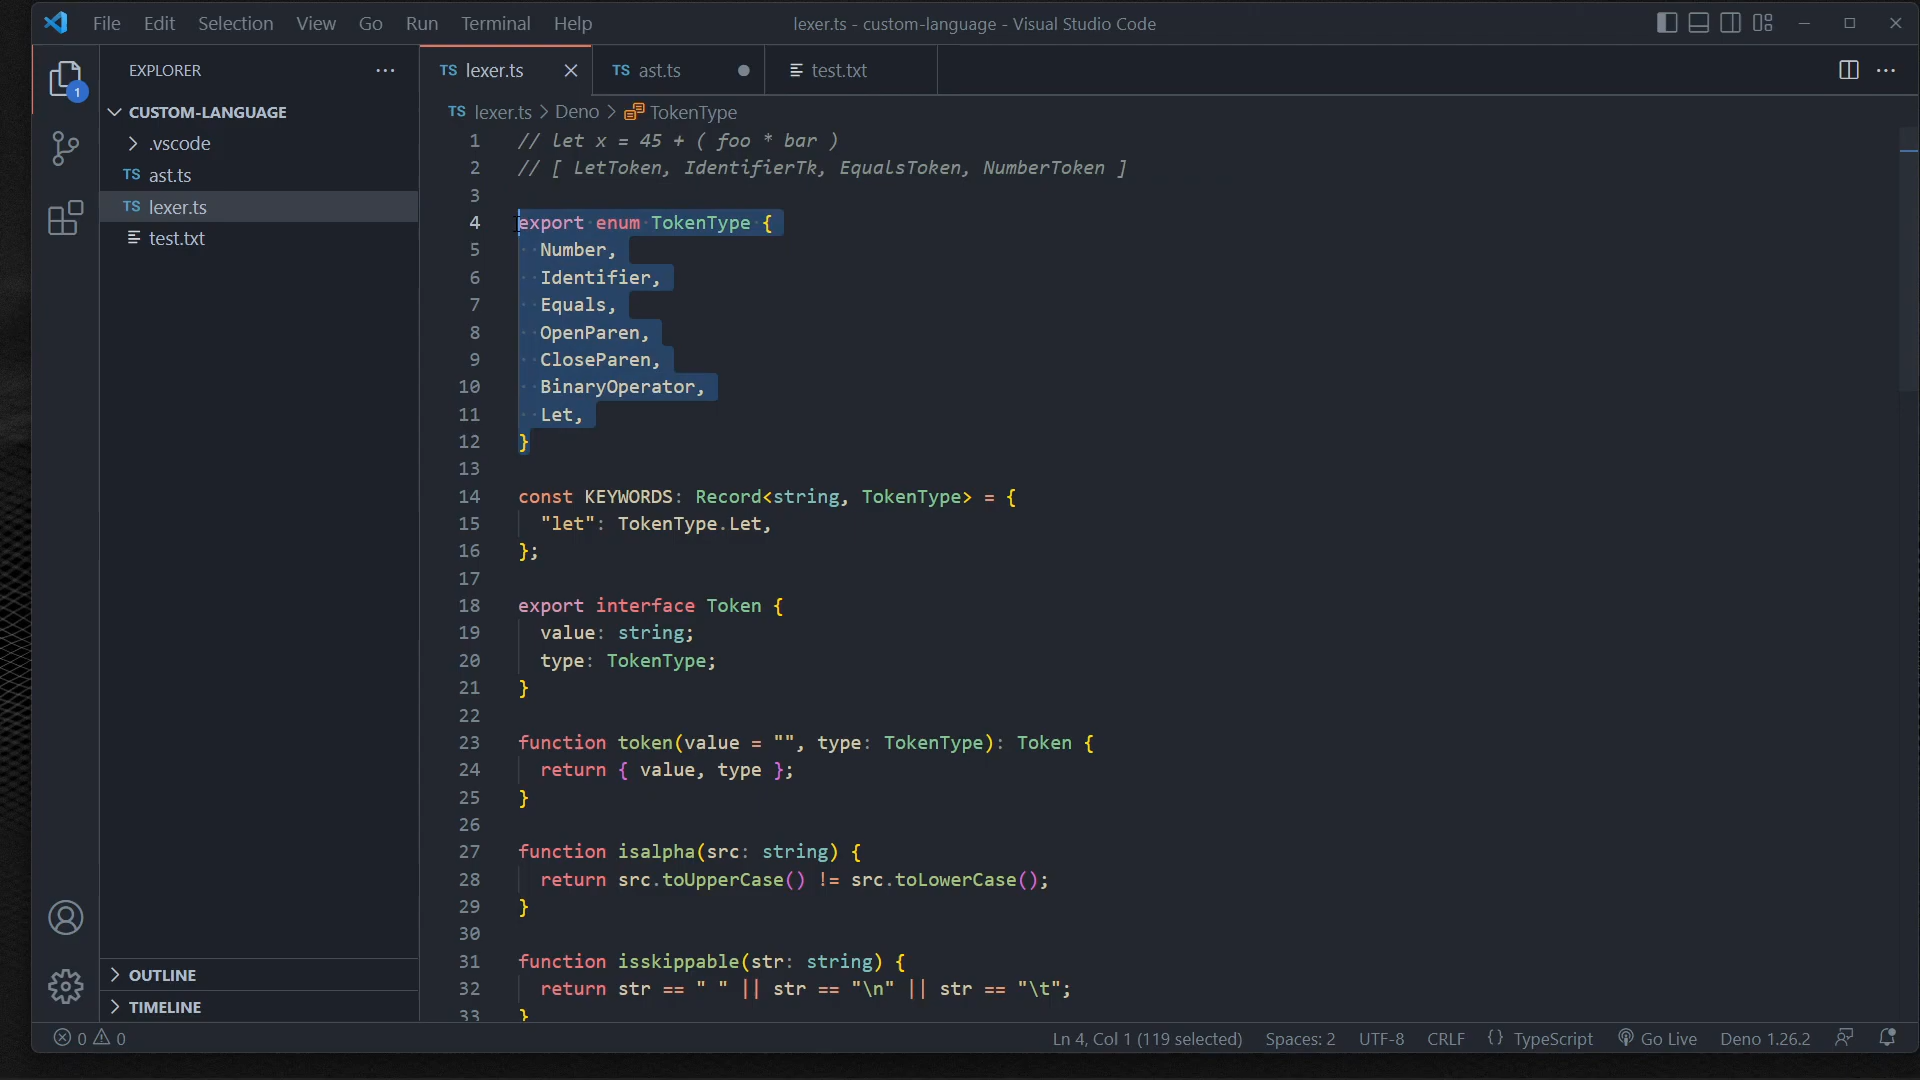 File Edit Selection View Go Run Terminal Help
lexer.ts - custom-language - Visual Studio Code
1
EXPLORER
CUSTOM-LANGUAGE
.vscode
TS ast.ts
TS lexer.ts
test.txt
OUTLINE
TIMELINE
TS lexer.ts
TS ast.ts
test.txt
TS lexer.ts > Deno > TokenType
1 // let x = 45 + ( foo * bar )
2 // [ LetToken, IdentifierTk, EqualsToken, NumberToken ]
3
4 export enum TokenType {
5 Number,
6 Identifier,
7 Equals,
8 OpenParen,
9 CloseParen,
10 BinaryOperator,
11 Let,
12 }
13
14 const KEYWORDS: Record<string, TokenType> = {
15 "let": TokenType.Let,
16 };
17
18 export interface Token {
19 value: string;
20 type: TokenType;
21 }
22
23 function token(value = "", type: TokenType): Token {
24 return { value, type };
25 }
26
27 function isalpha(src: string) {
28 return src.toUpperCase() != src.toLowerCase();
29 }
30
31 function isskippable(str: string) {
32 return str == " " || str == "\n" || str == "\t";
33 }
0 0
Ln 4, Col 1 (119 selected) Spaces: 2 UTF-8 CRLF {} TypeScript Go Live Deno 1.26.2